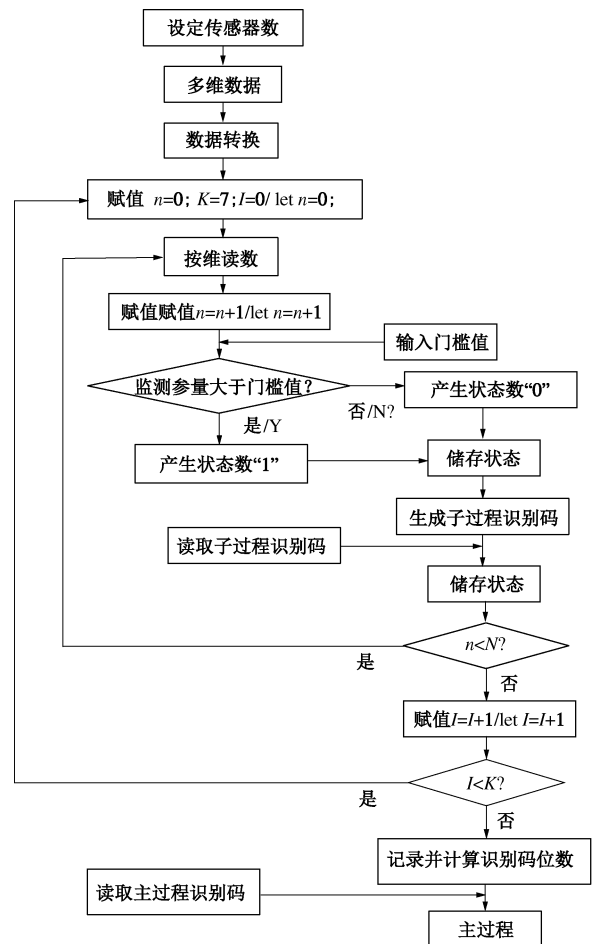 设定传感器数
多维数据
数据转换
赋值 n=0; K=7;I=0/ let n=0;
按维读数
赋值赋值n=n+1/let n=n+1
输入门槛值
监测参量大于门槛值?
否/N?
产生状态数“0”
是/Y
产生状态数“1”
储存状态
生成子过程识别码
读取子过程识别码
储存状态
n<N?
是
否
赋值I=I+1/let I=I+1
I<K?
是
否
记录并计算识别码位数
读取主过程识别码
主过程